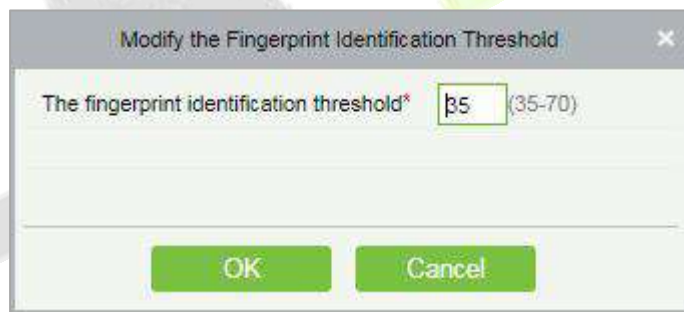 Modify the Fingerprint Identification Threshold ×
The fingerprint identification threshold* 35 (35-70)
OK Cancel